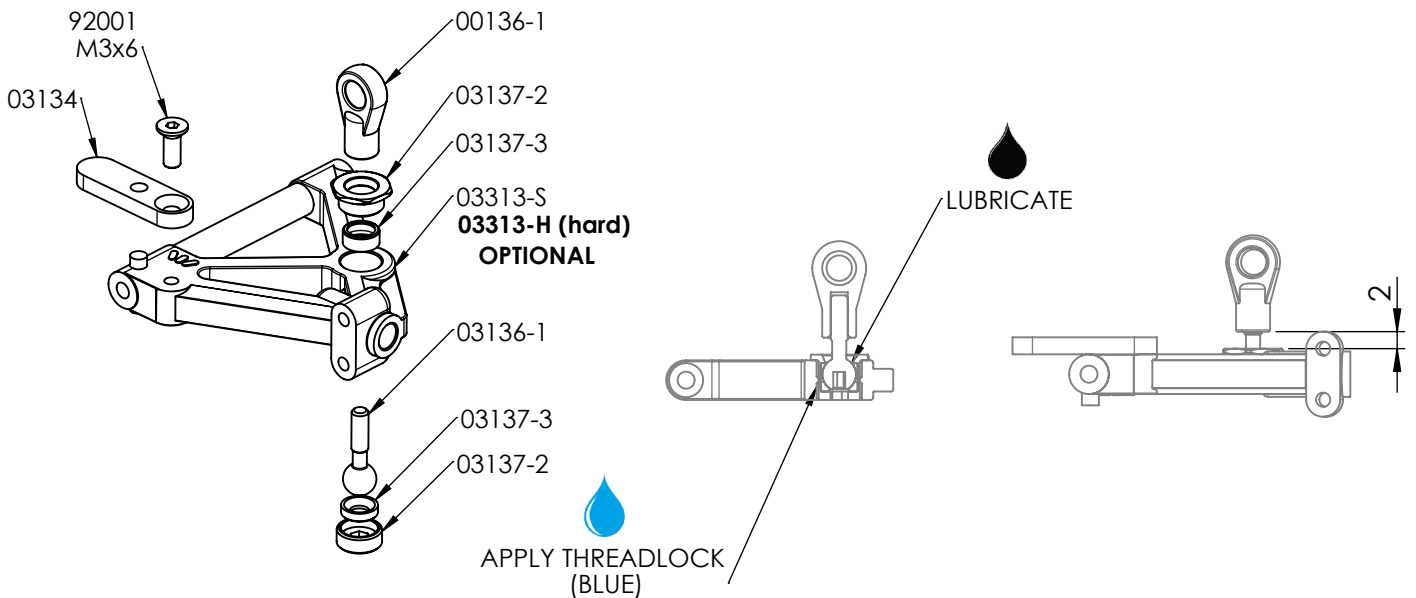 92001
M3x6
03134
00136-1
03137-2
03137-3
03313-S
03313-H (hard)
OPTIONAL
03136-1
03137-3
03137-2
LUBRICATE
APPLY THREADLOCK
(BLUE)
2